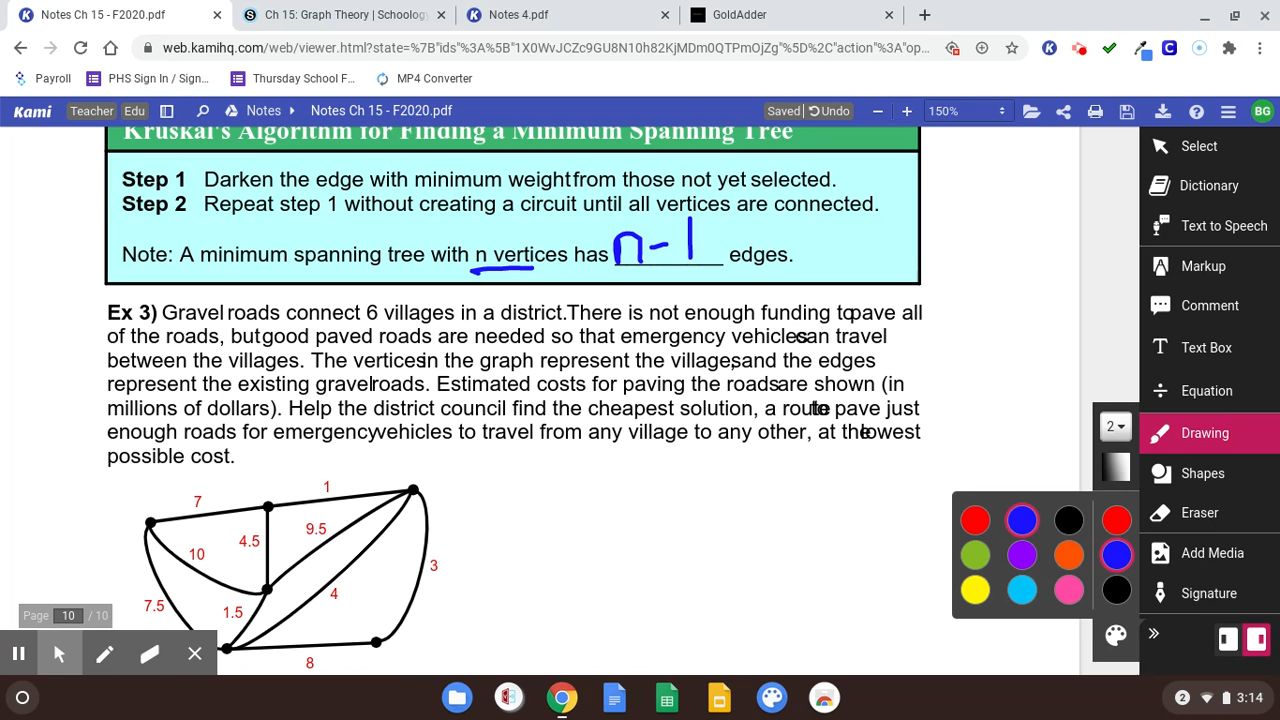 Notes Ch 15 - F2020.pdf
Ch 15: Graph Theory | Schoology
Notes 4.pdf
GoldAdder
web.kamihq.com/web/viewer.html?state=%7B"ids"%3A%5B"1X0WvJCZc9GU8N10h82KjMDm0QTPmOjZg"%5D%2C"action"%3A"op...
Payroll
PHS Sign In / Sign...
Thursday School F...
MP4 Converter
Kami
Teacher
Edu
Notes
Notes Ch 15 - F2020.pdf
Saved
Undo
150%
BG
Kruskal's Algorithm for Finding a Minimum Spanning Tree
Step 1 Darken the edge with minimum weight from those not yet selected.
Step 2 Repeat step 1 without creating a circuit until all vertices are connected.
Note: A minimum spanning tree with n vertices has n - 1 edges.
Ex 3) Gravel roads connect 6 villages in a district. There is not enough funding to pave all
of the roads, but good paved roads are needed so that emergency vehicles can travel
between the villages. The vertices in the graph represent the villages, and the edges
represent the existing gravel roads. Estimated costs for paving the roads are shown (in
millions of dollars). Help the district council find the cheapest solution, a route to pave just
enough roads for emergency vehicles to travel from any village to any other, at the lowest
possible cost.
7
1
4.5
9.5
10
3
4
7.5
1.5
8
Page 10 / 10
Select
Dictionary
Text to Speech
Markup
Comment
Text Box
Equation
Drawing
Shapes
Eraser
Add Media
Signature
2
2
3:14